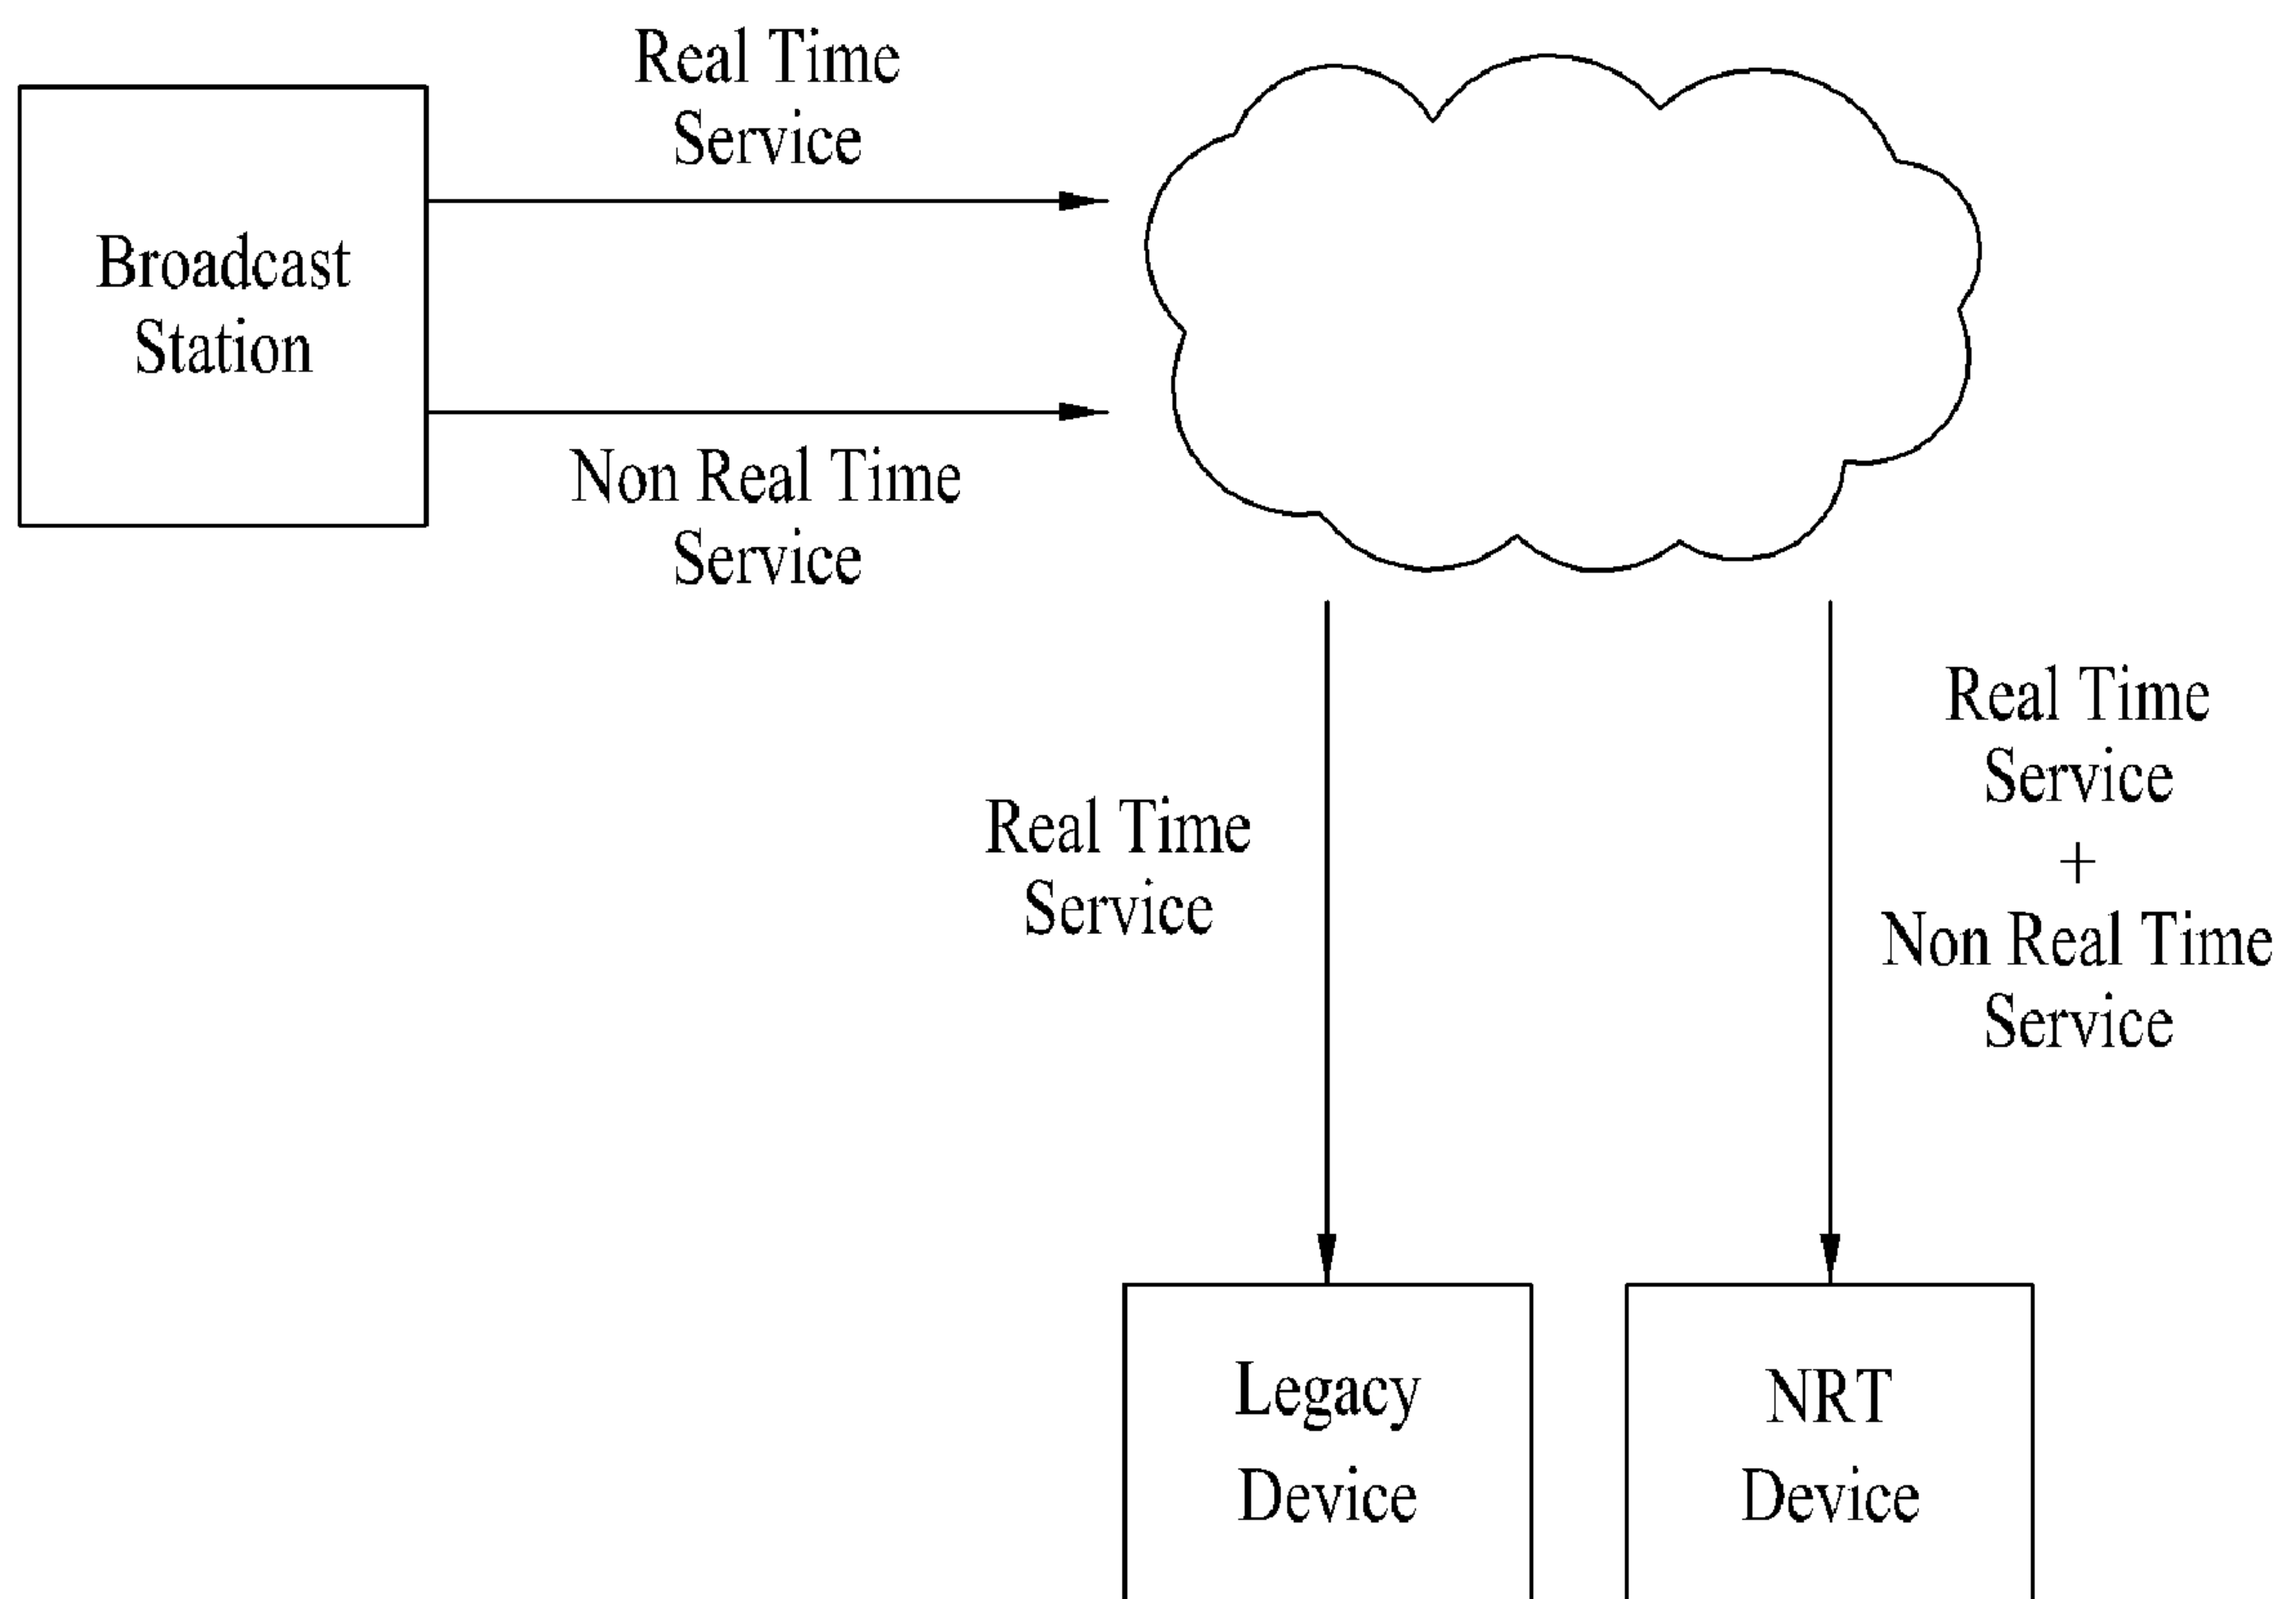 Real Time
Service
Broadcast
Station
Non Real Time
Service
Real Time
Service
Real Time
Service
+
Non Real Time
Service
Legacy
Device
NRT
Device